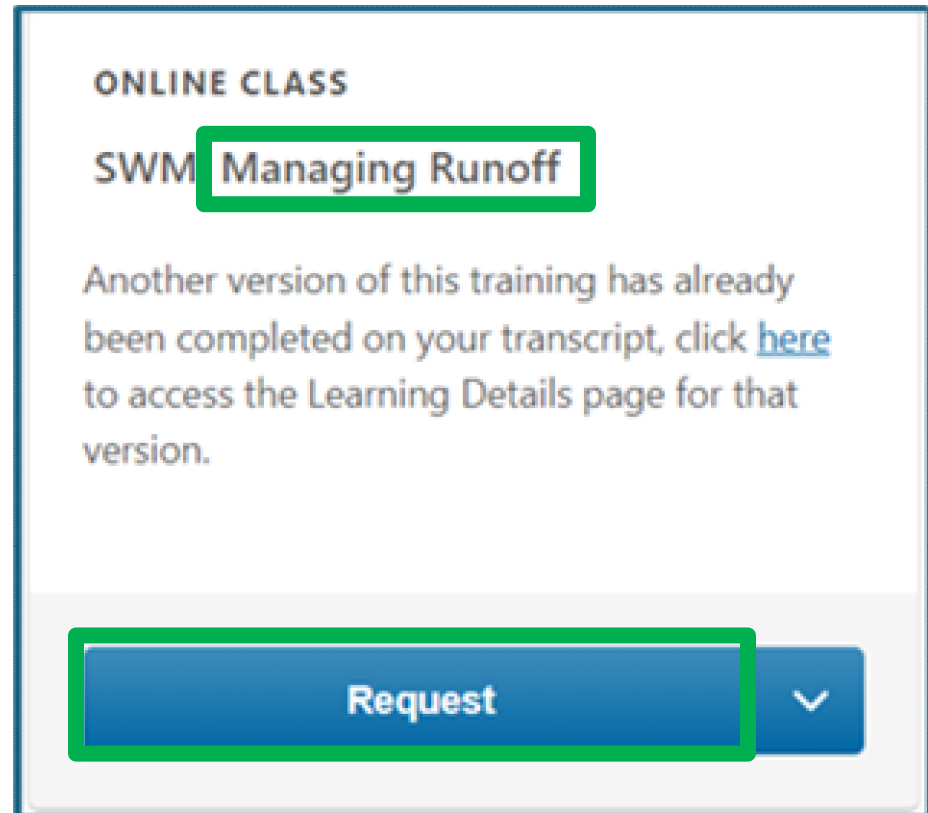 ONLINE CLASS
SWM Managing Runoff
Another version of this training has already
been completed on your transcript, click here
to access the Learning Details page for that
version.
Request